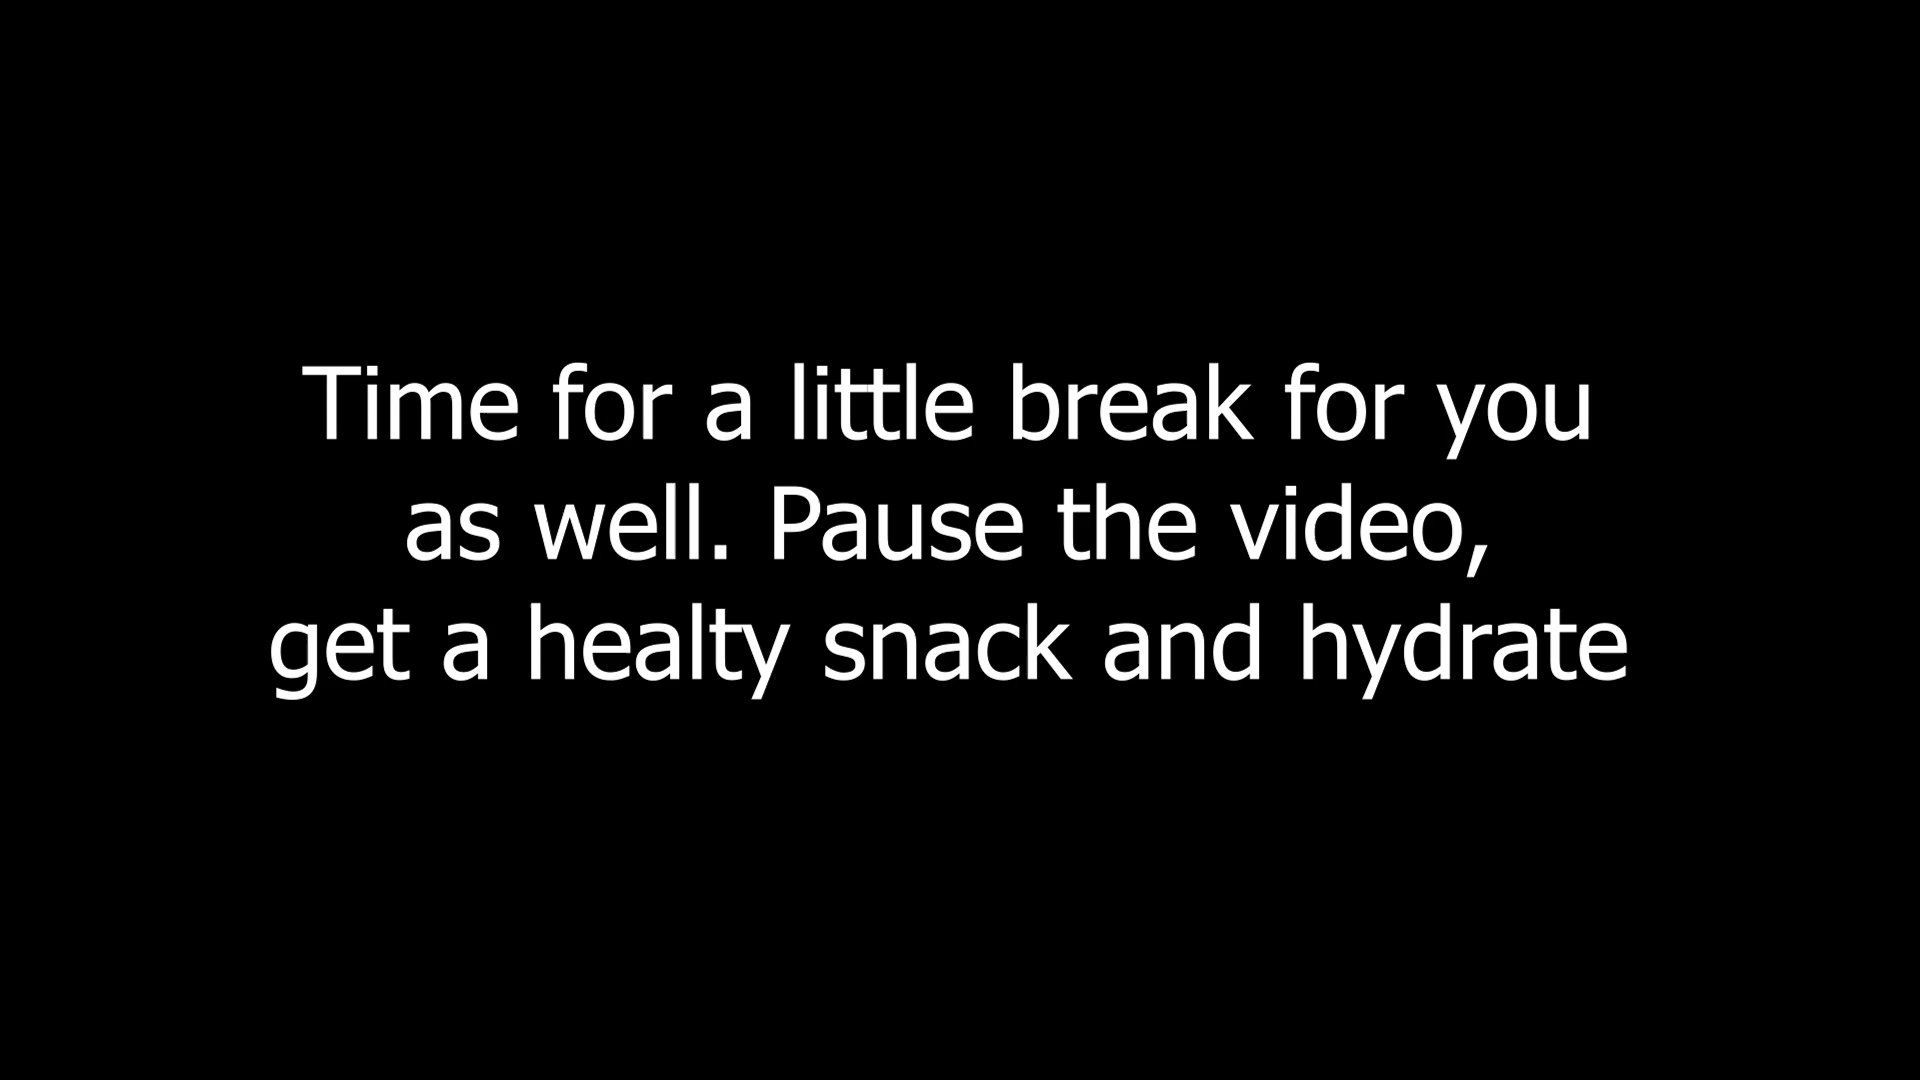 Time for a little break for you
as well. Pause the video,
get a healty snack and hydrate